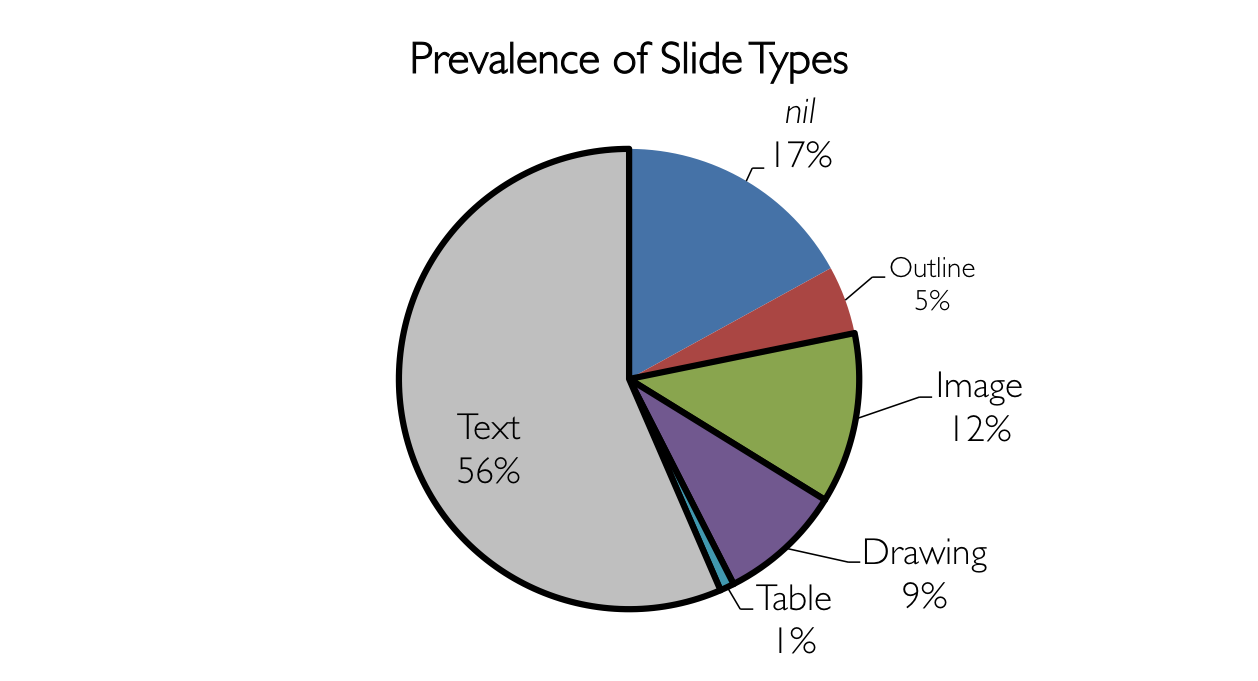 Prevalence of Slide Types
nil
17%
Outline
5%
Image
12%
Drawing
9%
Table
1%
Text
56%